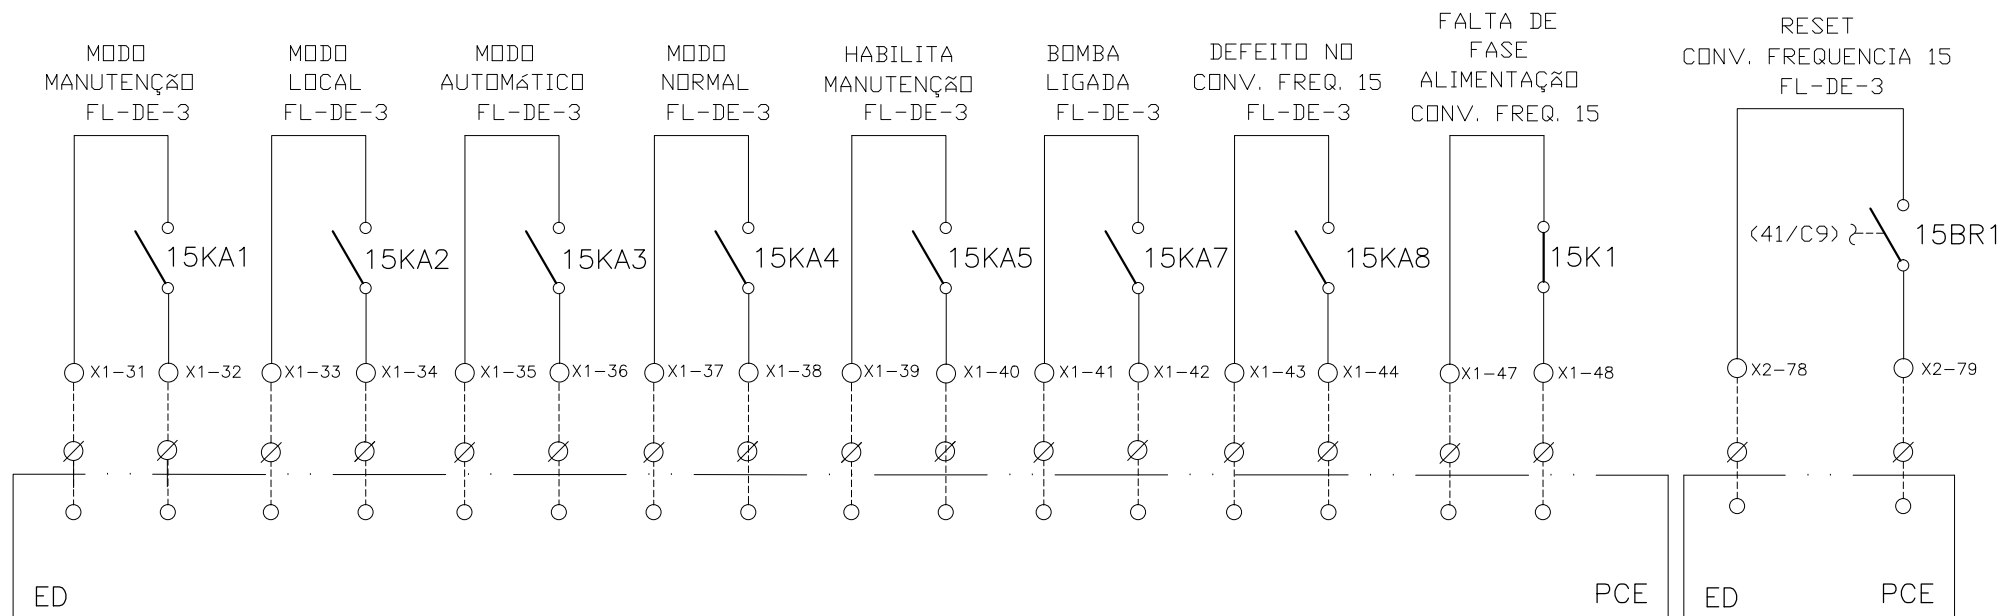 MODO
MANUTENÇÃO
FL-DE-3
MODO
LOCAL
FL-DE-3
MODO
AUTOMÁTICO
FL-DE-3
MODO
NORMAL
FL-DE-3
HABILITA
MANUTENÇÃO
FL-DE-3
BOMBA
LIGADA
FL-DE-3
DEFEITO NO
CONV. FREQ. 15
FL-DE-3
FALTA DE
FASE
ALIMENTAÇÃO
CONV. FREQ. 15
RESET
CONV. FREQUENCIA 15
FL-DE-3
15KA1
15KA2
15KA3
15KA4
15KA5
15KA7
15KA8
15K1
(41/C9)
15BR1
X1-31
X1-32
X1-33
X1-34
X1-35
X1-36
X1-37
X1-38
X1-39
X1-40
X1-41
X1-42
X1-43
X1-44
X1-47
X1-48
X2-78
X2-79
ED
PCE
ED
PCE